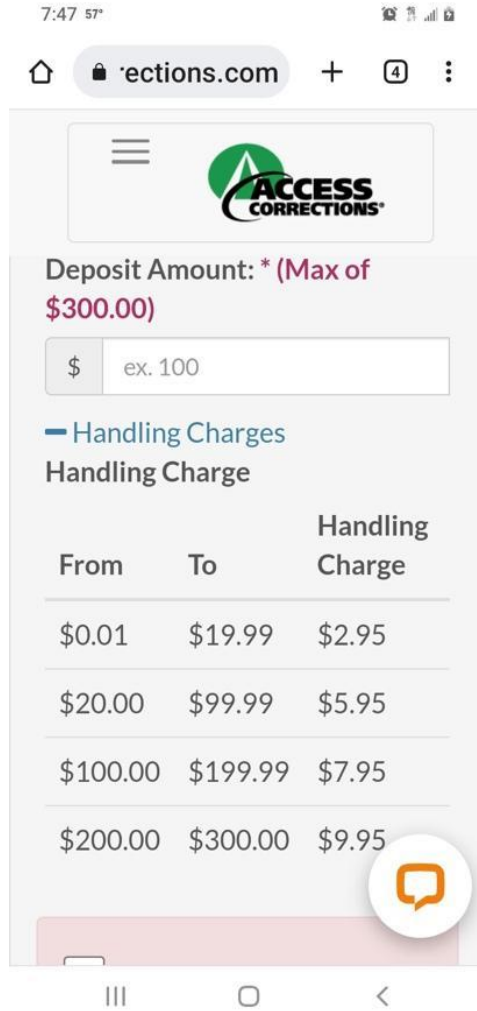 7:47 57°
·ections.com + 4
ACCESS
CORRECTIONS®
Deposit Amount: * (Max of
$300.00)
$ ex. 100
Handling Charges
Handling Charge
From To Handling Charge
$0.01 $19.99 $2.95
$20.00 $99.99 $5.95
$100.00 $199.99 $7.95
$200.00 $300.00 $9.95